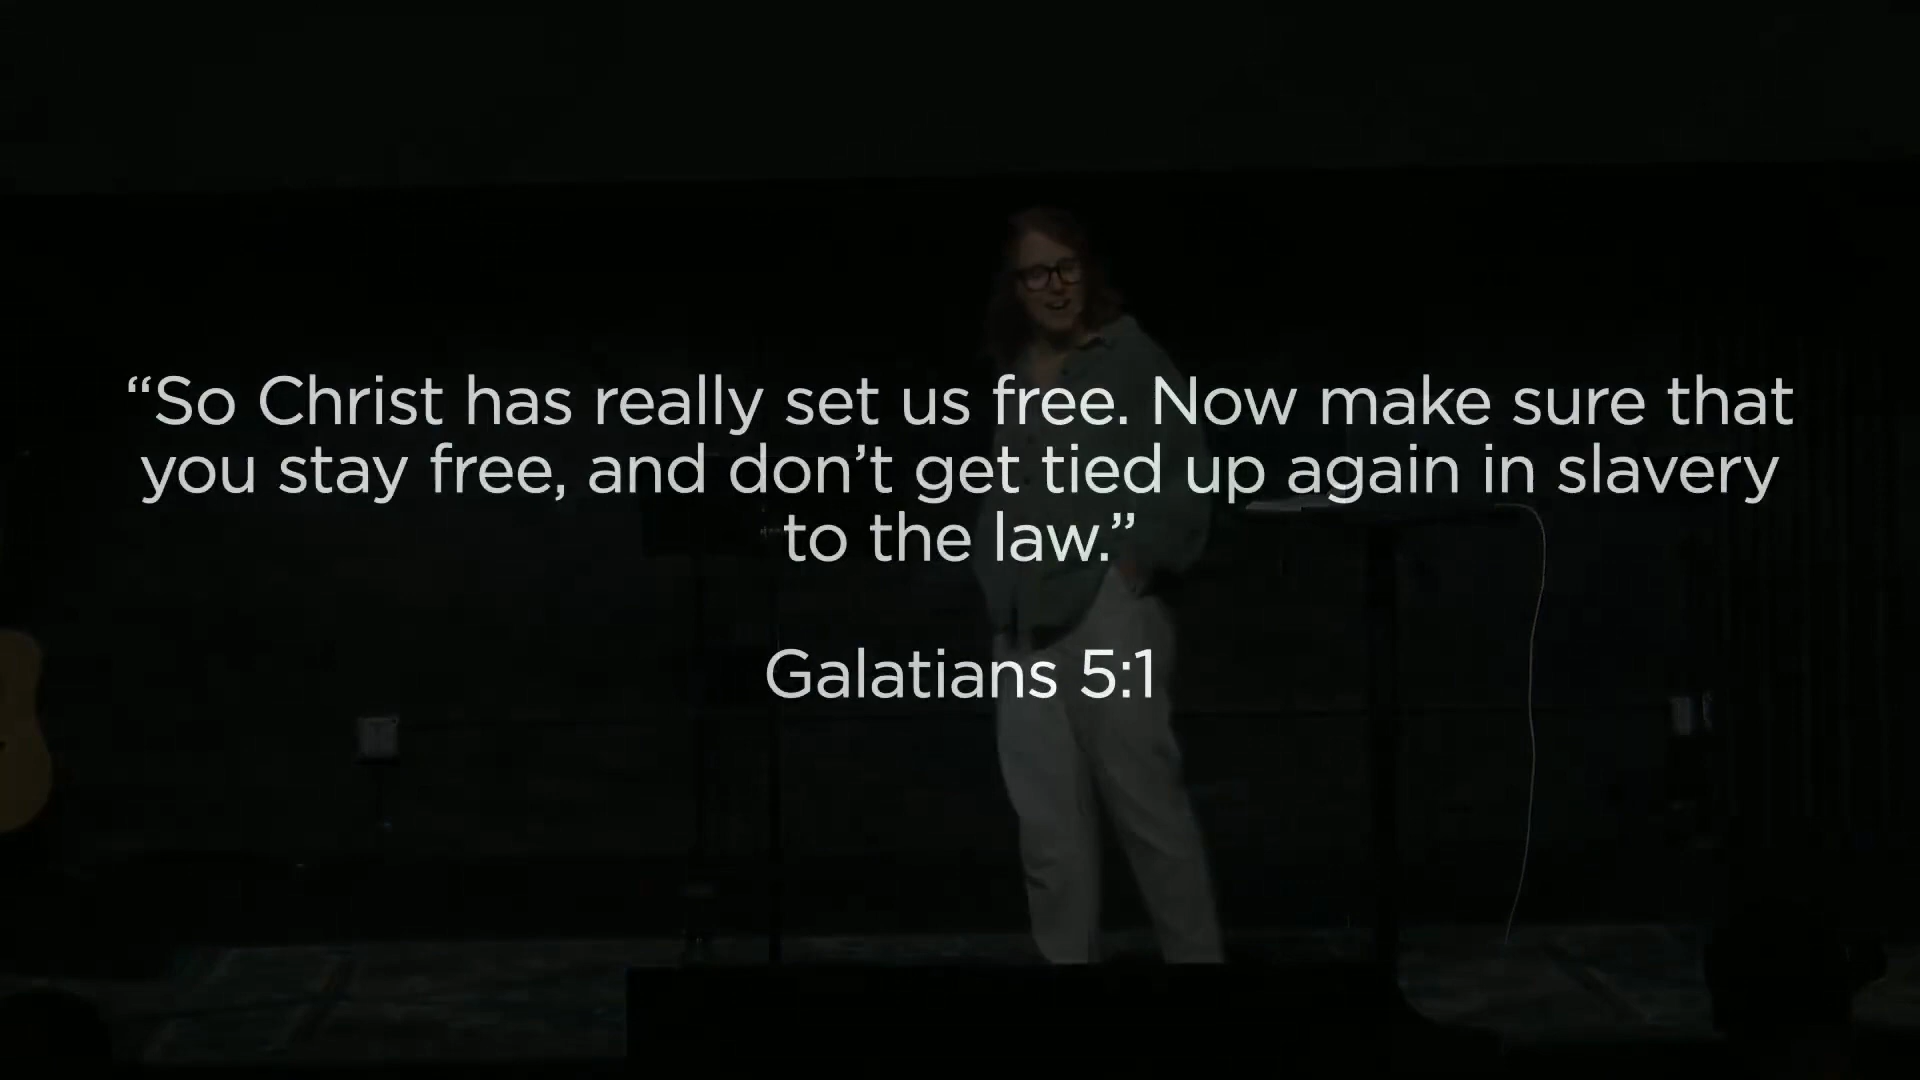 “So Christ has really set us free. Now make sure that
you stay free, and don’t get tied up again in slavery
to the law.”
Galatians 5:1